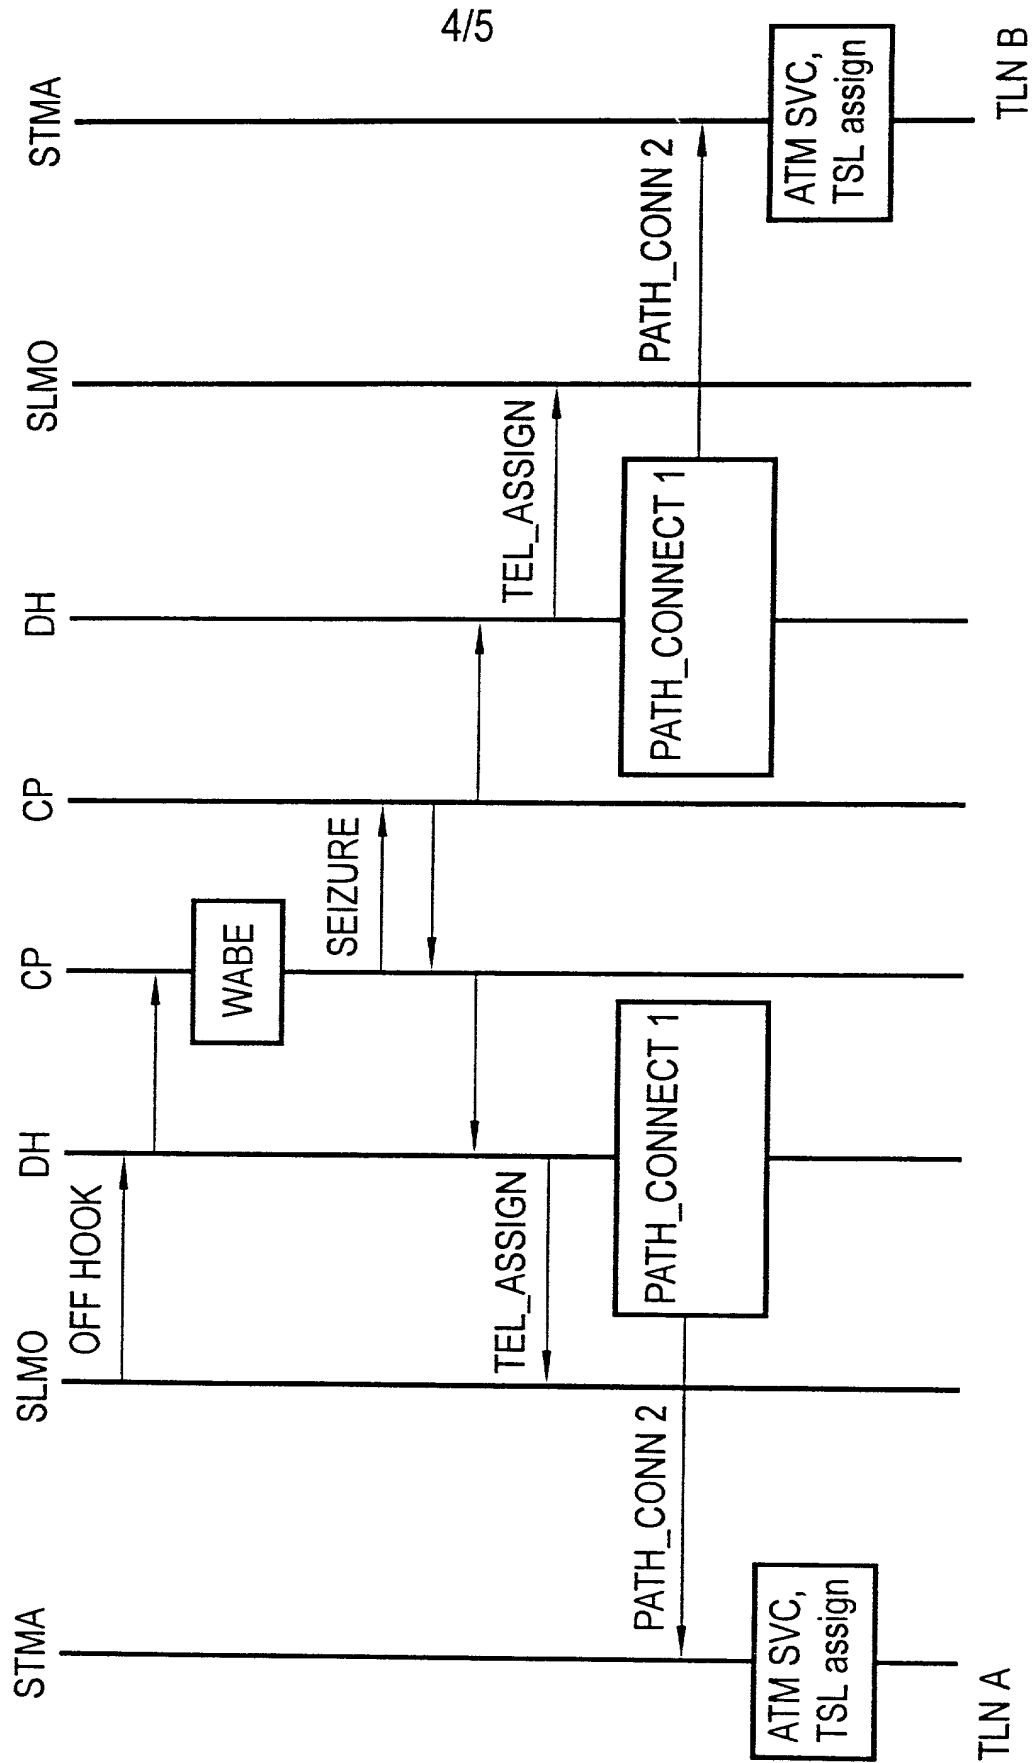 4/5
STMA
SLMO
DH
CP
CP
DH
SLMO
STMA
OFF HOOK
WABE
SEIZURE
TEL_ASSIGN
TEL_ASSIGN
PATH_CONN 2
PATH_CONNECT 1
PATH_CONNECT 1
PATH_CONN 2
ATM SVC,
TSL assign
ATM SVC,
TSL assign
TLN A
TLN B